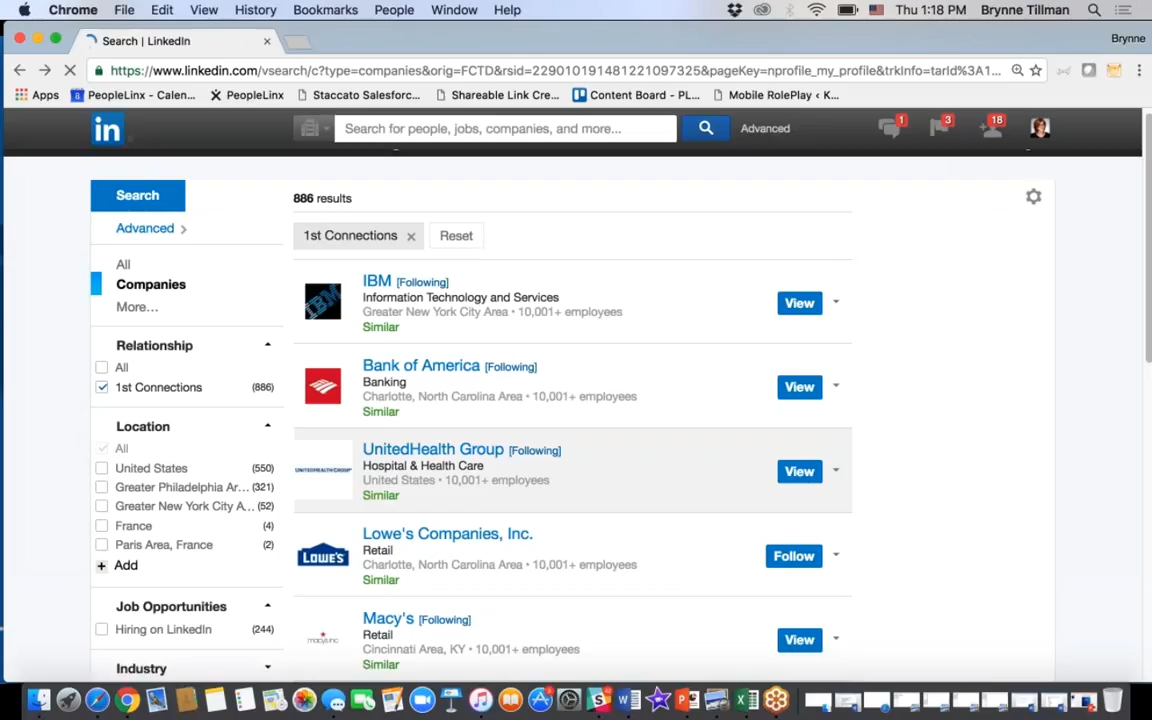 Chrome File Edit View History Bookmarks People Window Help Thu 1:18 PM Brynne Tillman
Search | LinkedIn
Brynne
https://www.linkedin.com/vsearch/c?type=companies&orig=FCTD&rsid=229010191481221097325&pageKey=nprofile_my_profile&trkInfo=tarId%3A1...
Apps PeopleLinx - Calen... PeopleLinx Staccato Salesforc... Shareable Link Cre... Content Board - PL... Mobile RolePlay ‹ K...
in Search for people, jobs, companies, and more... Advanced 1 3 18
Search
Advanced
All
Companies
More...
Relationship
All
1st Connections (886)
Location
All
United States (550)
Greater Philadelphia Ar... (321)
Greater New York City A... (52)
France (4)
Paris Area, France (2)
+ Add
Job Opportunities
Hiring on LinkedIn (244)
Industry
886 results
1st Connections × Reset
IBM [Following]
Information Technology and Services
Greater New York City Area • 10,001+ employees
Similar
View
Bank of America [Following]
Banking
Charlotte, North Carolina Area • 10,001+ employees
Similar
View
UNITEDHEALTH GROUP
UnitedHealth Group [Following]
Hospital & Health Care
United States • 10,001+ employees
Similar
View
LOWE'S
Lowe's Companies, Inc.
Retail
Charlotte, North Carolina Area • 10,001+ employees
Similar
Follow
macy's inc
Macy's [Following]
Retail
Cincinnati Area, KY • 10,001+ employees
Similar
View